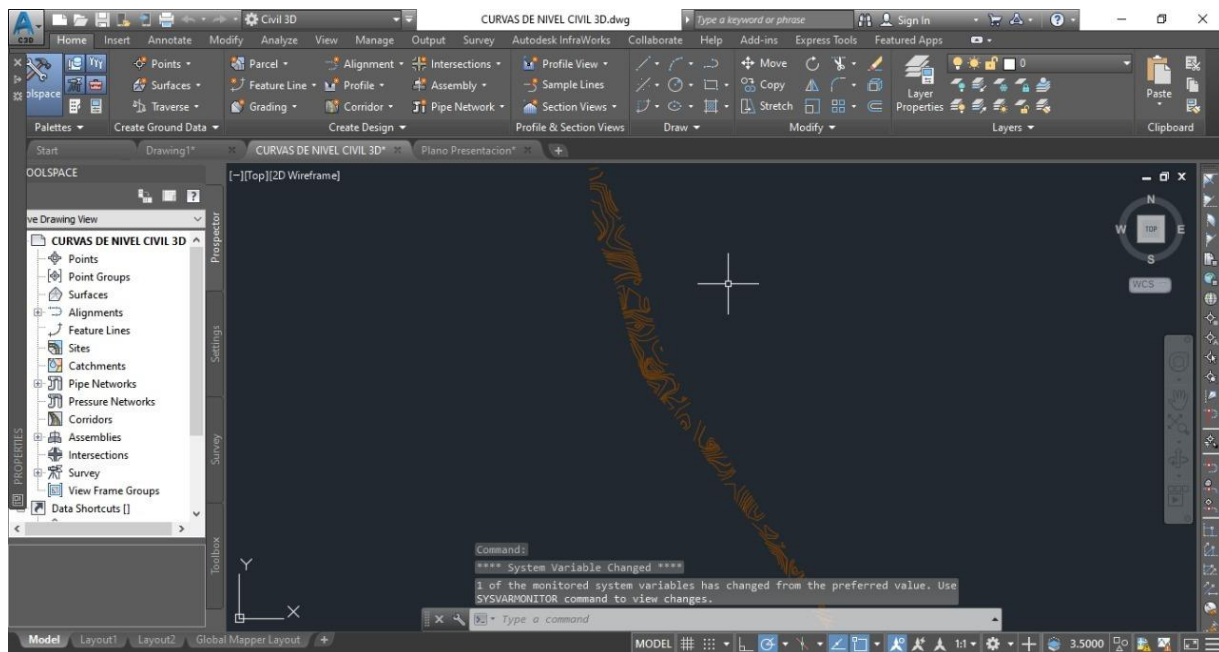 C3D Civil 3D CURVAS DE NIVEL CIVIL 3D.dwg Type a keyword or phrase Sign In
Home Insert Annotate Modify Analyze View Manage Output Survey Autodesk InfraWorks Collaborate Help Add-ins Express Tools Featured Apps
Points Parcel Alignment Intersections Profile View Move 0
olspace Surfaces Feature Line Profile Assembly Sample Lines Copy Layer Paste
Traverse Grading Corridor Pipe Network Section Views Stretch Properties
Palettes Create Ground Data Create Design Profile & Section Views Draw Modify Layers Clipboard
Start Drawing1* CURVAS DE NIVEL CIVIL 3D* Plano Presentacion*
OOLSPACE
[-][Top][2D Wireframe]
N
W TOP E
S
WCS
ve Drawing View
CURVAS DE NIVEL CIVIL 3D
Points
Point Groups
Surfaces
Alignments
Feature Lines
Sites
Catchments
Pipe Networks
Pressure Networks
Corridors
Assemblies
Intersections
Survey
View Frame Groups
Data Shortcuts []
Prospector
Settings
Survey
Toolbox
PROPERTIES
Y
X
Command:
**** System Variable Changed ****
1 of the monitored system variables has changed from the preferred value. Use
SYSVARMONITOR command to view changes.
Type a command
Model Layout1 Layout2 Global Mapper Layout MODEL 1:1 3.5000